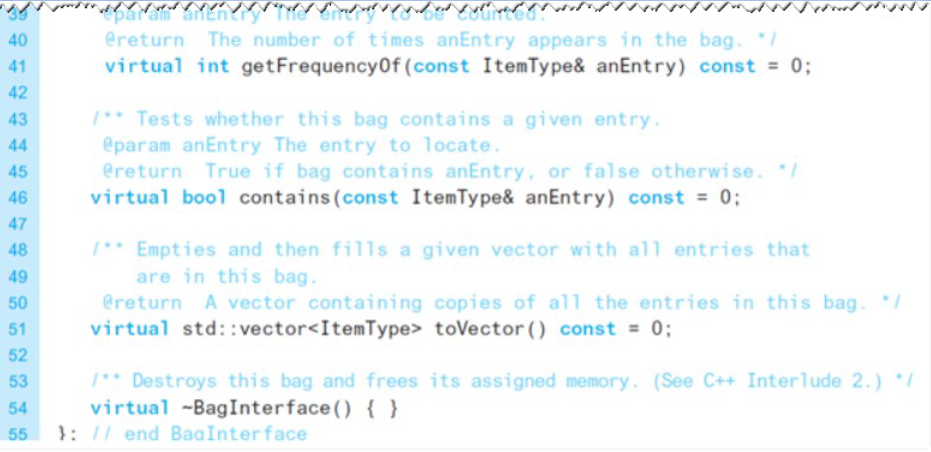 39 @param anEntry The entry to be counted.
40 @return The number of times anEntry appears in the bag. */
41 virtual int getFrequencyOf(const ItemType& anEntry) const = 0;
42
43 /** Tests whether this bag contains a given entry.
44 @param anEntry The entry to locate.
45 @return True if bag contains anEntry, or false otherwise. */
46 virtual bool contains(const ItemType& anEntry) const = 0;
47
48 /** Empties and then fills a given vector with all entries that
49 are in this bag.
50 @return A vector containing copies of all the entries in this bag. */
51 virtual std::vector<ItemType> toVector() const = 0;
52
53 /** Destroys this bag and frees its assigned memory. (See C++ Interlude 2.) */
54 virtual ~BagInterface() { }
55 }; // end BagInterface